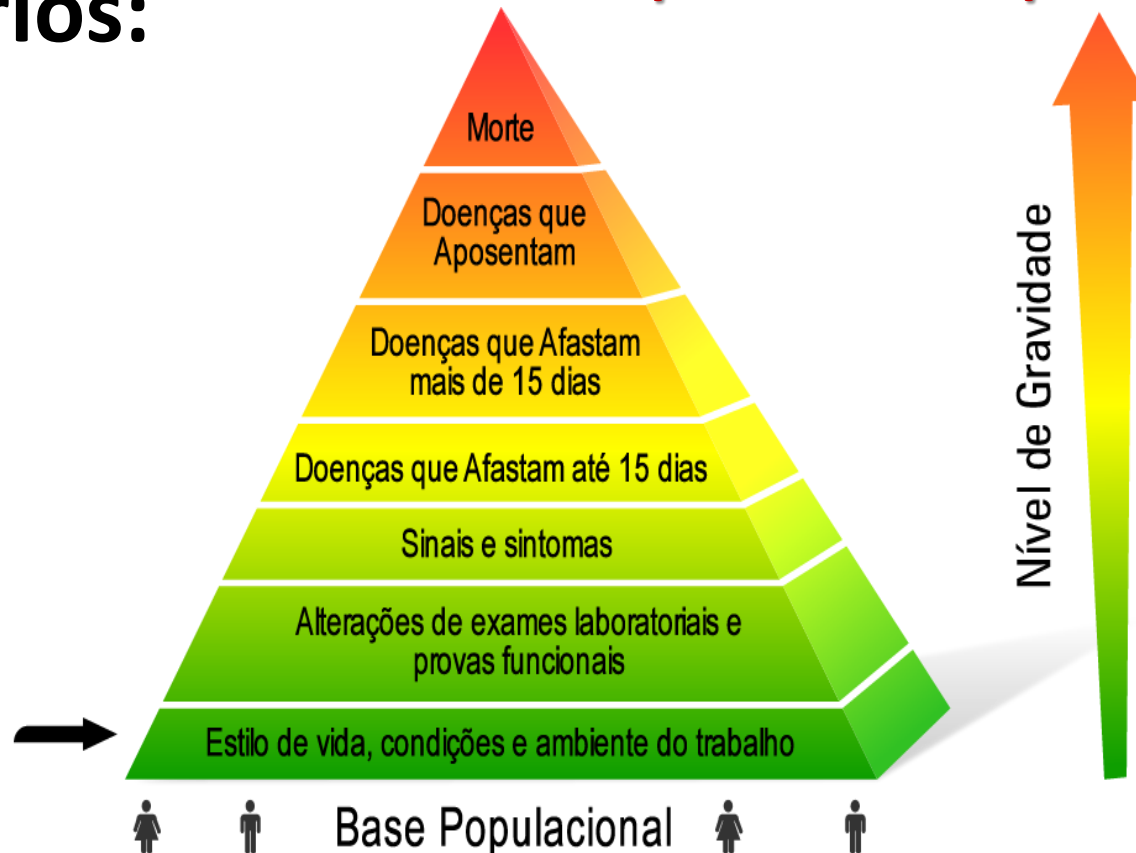 rios:
Morte
Doenças que
Aposentam
Doenças que Afastam
mais de 15 dias
Doenças que Afastam até 15 dias
Sinais e sintomas
Alterações de exames laboratoriais e
provas funcionais
Estilo de vida, condições e ambiente do trabalho
Base Populacional
Nível de Gravidade